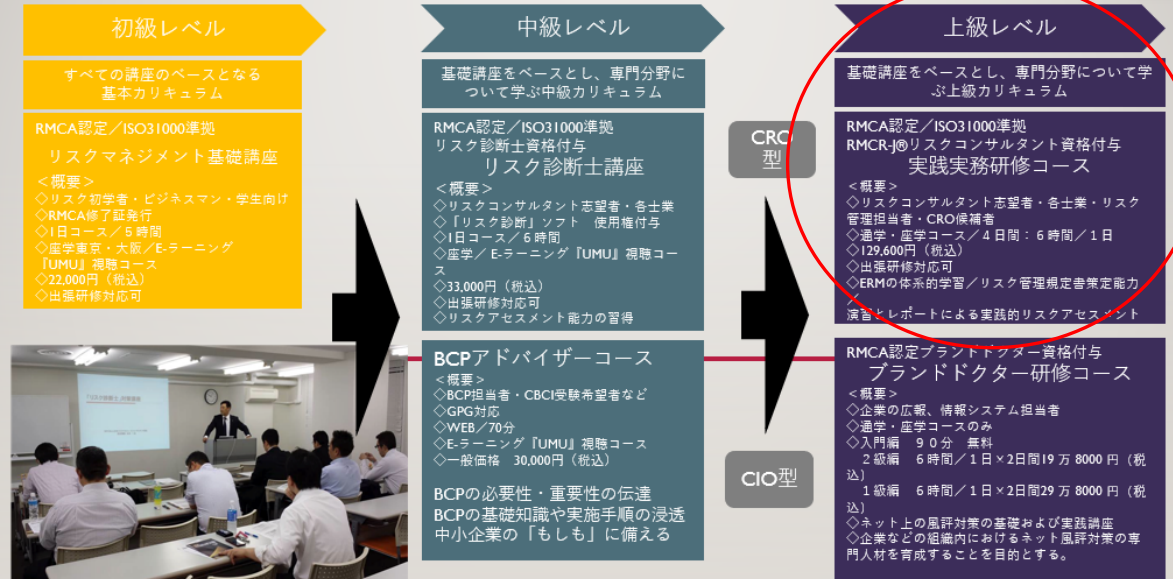 初級レベル
すべての講座のベースとなる
基本カリキュラム
RMCA認定／ISO31000準拠
リスクマネジメント基礎講座
＜概要＞
◇リスク初学者・ビジネスマン・学生向け
◇RMCA修了証発行
◇1日コース／５時間
◇座学東京・大阪／E-ラーニング
『UMU』視聴コース
◇22,000円（税込）
◇出張研修対応可
中級レベル
基礎講座をベースとし、専門分野に
ついて学ぶ中級カリキュラム
RMCA認定／ISO31000準拠
リスク診断士資格付与
リスク診断士講座
＜概要＞
◇リスクコンサルタント志望者・各士業
◇『リスク診断』ソフト　使用権付与
◇1日コース／６時間
◇座学／E-ラーニング『UMU』視聴コー
ス
◇33,000円（税込）
◇出張研修対応可
◇リスクアセスメント能力の習得
BCPアドバイザーコース
＜概要＞
◇BCP担当者・CBCI受験希望者など
◇GPG対応
◇WEB／70分
◇E-ラーニング『UMU』視聴コース
◇一般価格　30,000円（税込）
BCPの必要性・重要性の伝達
BCPの基礎知識や実施手順の浸透
中小企業の「もしも」に備える
CRO
型
CIO型
上級レベル
基礎講座をベースとし、専門分野について学
ぶ上級カリキュラム
RMCA認定／ISO31000準拠
RMCR-J®リスクコンサルタント資格付与
実践実務研修コース
＜概要＞
◇リスクコンサルタント志望者・各士業・リスク
管理担当者・CRO候補者
◇通学・座学コース／４日間：６時間／１日
◇129,600円（税込）
◇出張研修対応可
◇ERMの体系的学習／リスク管理規定書策定能力
／
演習とレポートによる実践的リスクアセスメント
RMCA認定ブランドドクター資格付与
ブランドドクター研修コース
＜概要＞
◇企業の広報、情報システム担当者
◇通学・座学コースのみ
◇入門編　９０分　無料
２級編　６時間／１日×2日間19万8000円（税
込）
１級編　６時間／１日×2日間29万8000円（税
込）
◇ネット上の風評対策の基礎および実践講座
◇企業などの組織内におけるネット風評対策の専
門人材を育成することを目的とする。